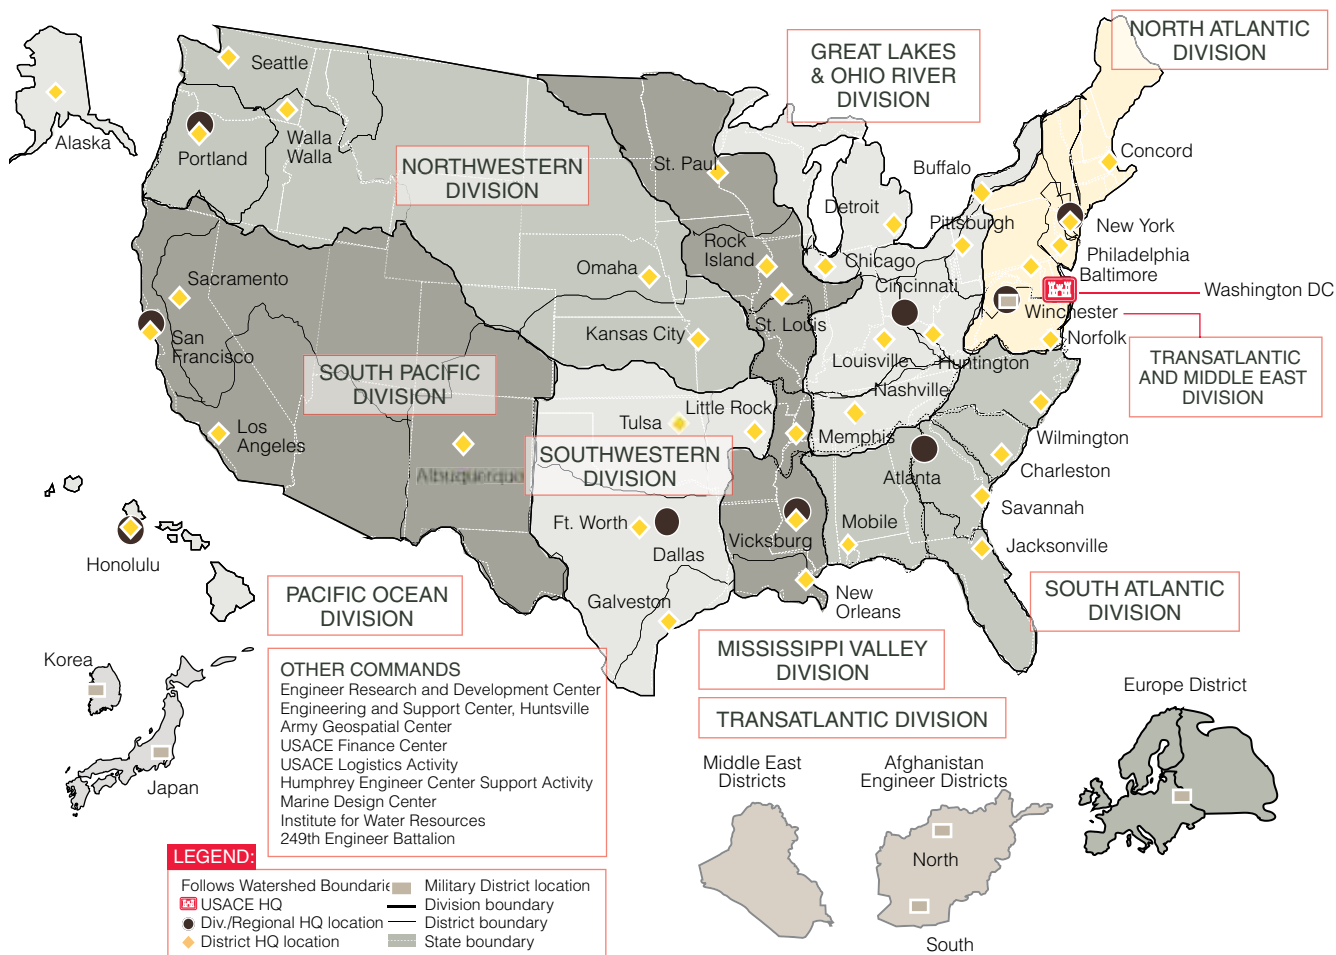 NORTH ATLANTIC
DIVISION
GREAT LAKES
& OHIO RIVER
DIVISION
Seattle
Alaska
Walla
Walla
Portland
NORTHWESTERN
DIVISION
St. Paul
Buffalo
Concord
Detroit
Pittsburgh
New York
Rock
Island
Chicago
Philadelphia
Baltimore
Omaha
Cincinnati
Washington DC
Sacramento
San
Francisco
Kansas City
St. Louis
Winchester
Norfolk
Louisville
Huntington
TRANSATLANTIC
AND MIDDLE EAST
DIVISION
SOUTH PACIFIC
DIVISION
Nashville
Little Rock
Tulsa
Memphis
Los
Angeles
Wilmington
SOUTHWESTERN
DIVISION
Albuquerque
Atlanta
Charleston
Savannah
Ft. Worth
Dallas
Vicksburg
Mobile
Jacksonville
Honolulu
Galveston
New
Orleans
PACIFIC OCEAN
DIVISION
SOUTH ATLANTIC
DIVISION
MISSISSIPPI VALLEY
DIVISION
Korea
Japan
OTHER COMMANDS
Engineer Research and Development Center
Engineering and Support Center, Huntsville
Army Geospatial Center
USACE Finance Center
USACE Logistics Activity
Humphrey Engineer Center Support Activity
Marine Design Center
Institute for Water Resources
249th Engineer Battalion
TRANSATLANTIC DIVISION
Europe District
Middle East
Districts
Afghanistan
Engineer Districts
North
South
LEGEND:
Follows Watershed Boundarie
USACE HQ
Div./Regional HQ location
District HQ location
Military District location
Division boundary
District boundary
State boundary